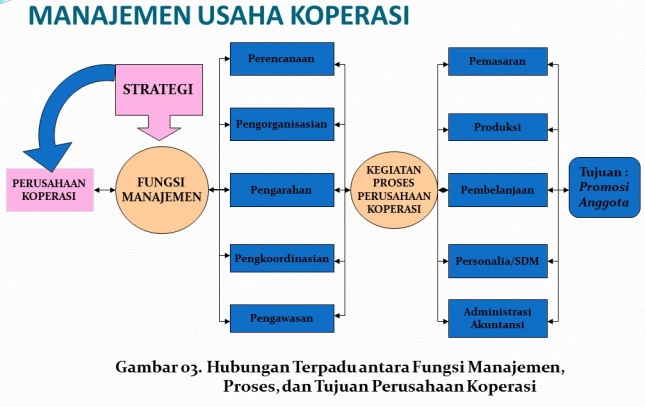 MANAJEMEN USAHA KOPERASI
STRATEGI
PERUSAHAAN
KOPERASI
FUNGSI
MANAJEMEN
Perencanaan
Pengorganisasian
Pengarahan
Pengkoordinasian
Pengawasan
KEGIATAN
PROSES
PERUSAHAAN
KOPERASI
Pemasaran
Produksi
Pembelanjaan
Personalia/SDM
Administrasi
Akuntansi
Tujuan :
Promosi
Anggota
Gambar 03. Hubungan Terpadu antara Fungsi Manajemen,
Proses, dan Tujuan Perusahaan Koperasi